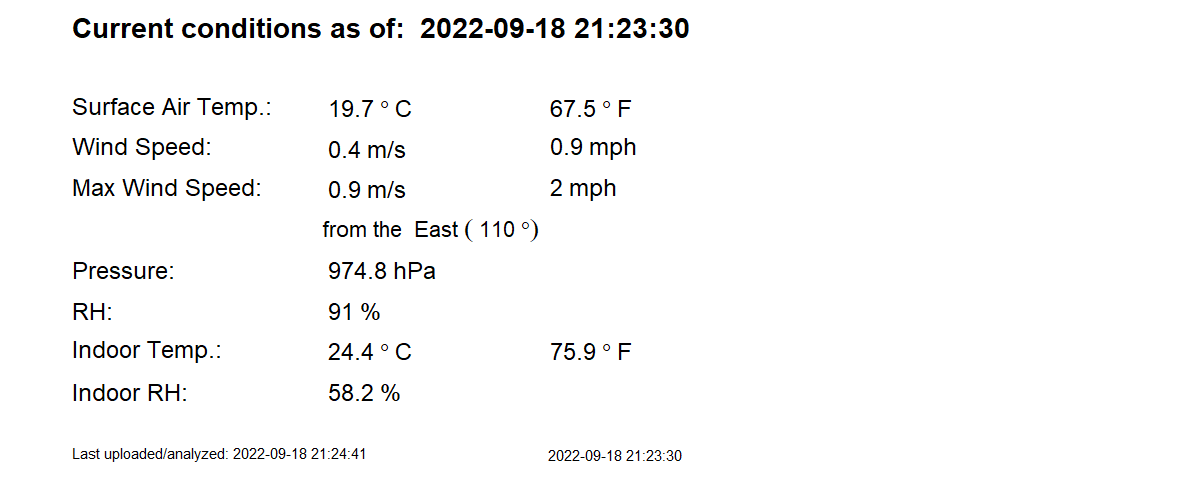 Current conditions as of:  2022-09-18 21:23:30
Surface Air Temp.: 19.7 ° C 67.5 ° F
Wind Speed: 0.4 m/s 0.9 mph
Max Wind Speed: 0.9 m/s 2 mph
from the  East ( 110 °)
Pressure: 974.8 hPa
RH: 91 %
Indoor Temp.: 24.4 ° C 75.9 ° F
Indoor RH: 58.2 %
Last uploaded/analyzed: 2022-09-18 21:24:41 2022-09-18 21:23:30